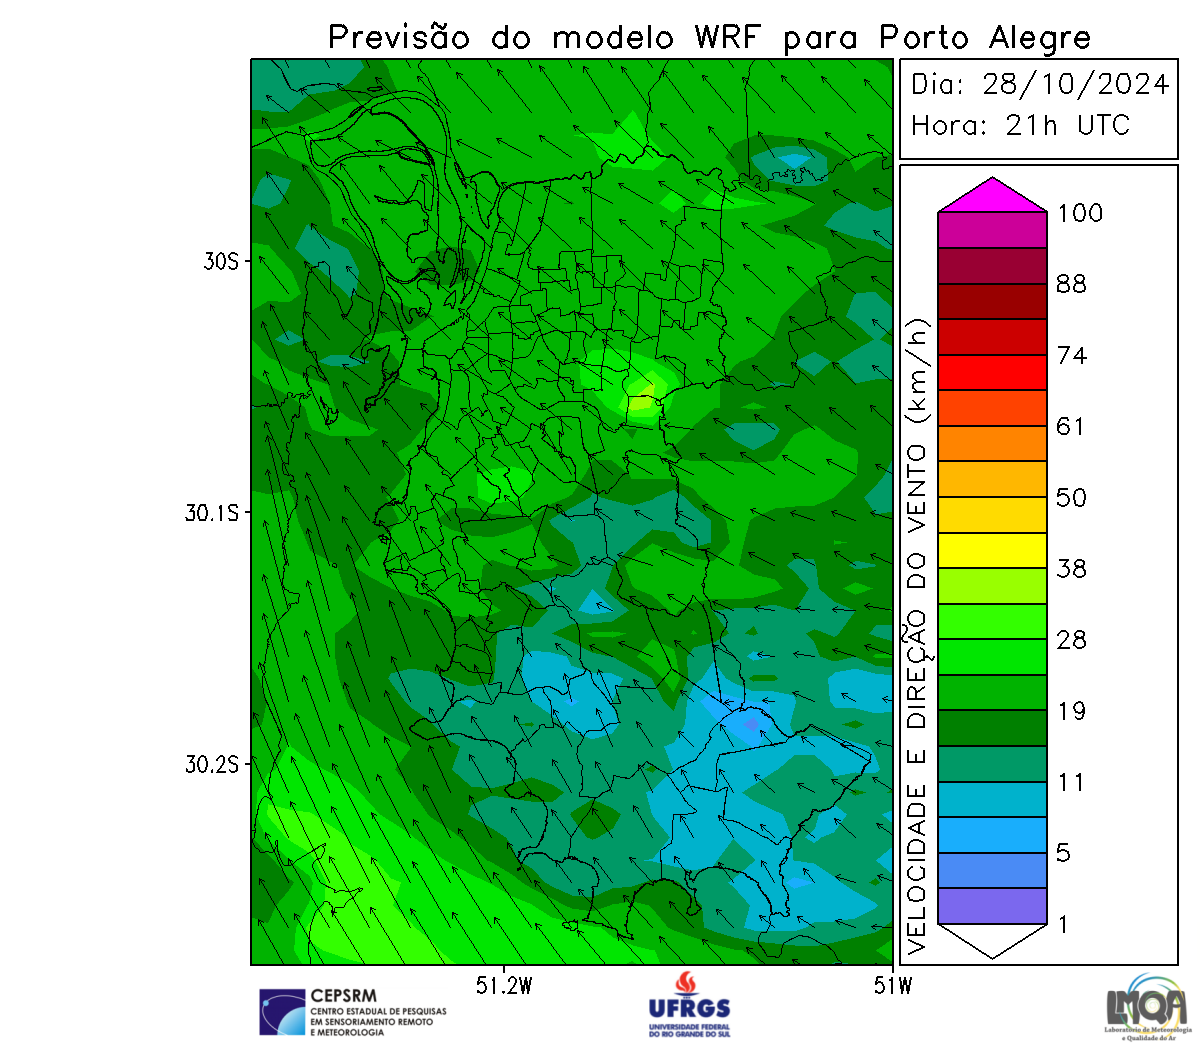 Previsão do modelo WRF para Porto Alegre
Dia: 28/10/2024
Hora: 21h UTC
30S
30.1S
30.2S
51.2W
51W
VELOCIDADE E DIREÇÃO DO VENTO (km/h)
100
88
74
61
50
38
28
19
11
5
1
CEPSRM
CENTRO ESTADUAL DE PESQUISAS
EM SENSORIAMENTO REMOTO
E METEOROLOGIA
UFRGS
UNIVERSIDADE FEDERAL
DO RIO GRANDE DO SUL
LMQA
Laboratório de Meteorologia
e Qualidade do Ar